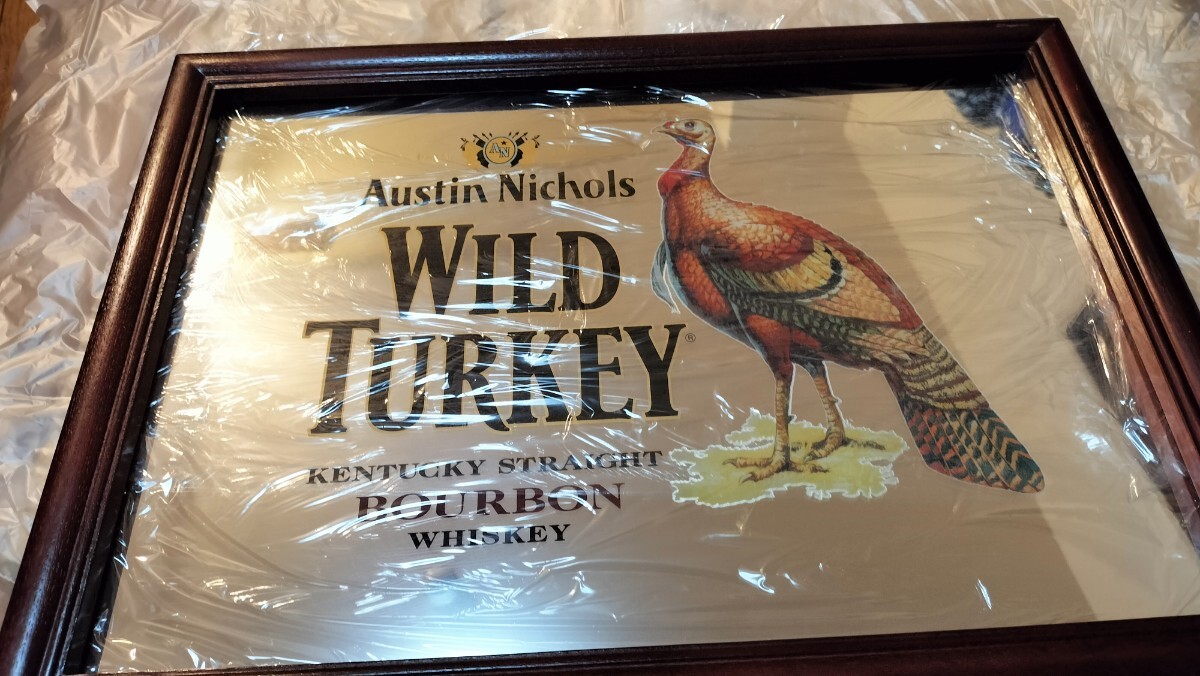 AN
Austin Nichols
WILD
TURKEY®
KENTUCKY STRAIGHT
BOURBON
WHISKEY